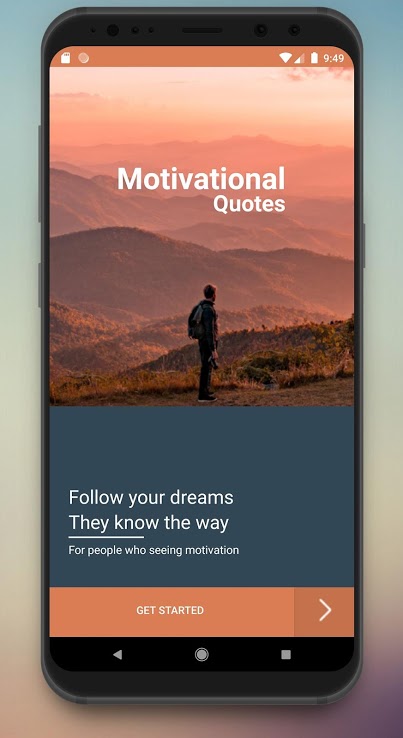 9:49
Motivational
Quotes
Follow your dreams
They know the way
For people who seeing motivation
GET STARTED